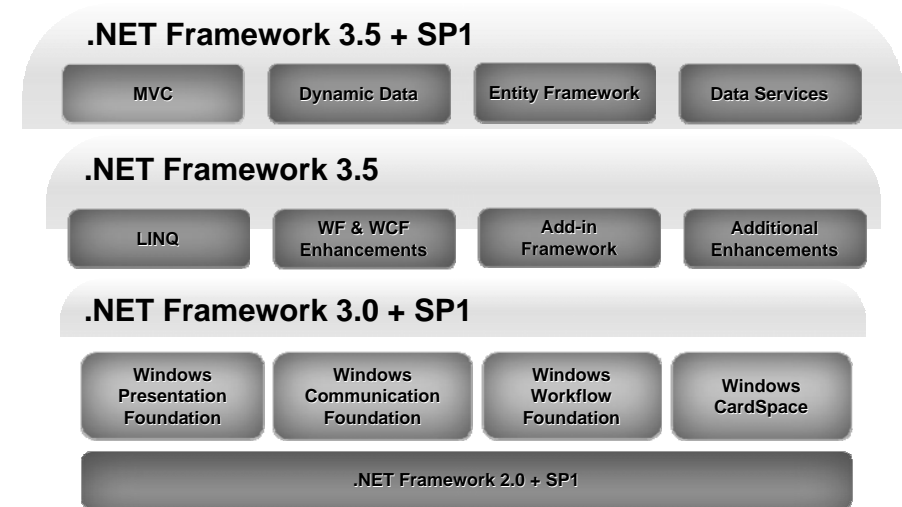 .NET Framework 3.5 + SP1
MVC
Dynamic Data
Entity Framework
Data Services
.NET Framework 3.5
LINQ
WF & WCF
Enhancements
Add-in
Framework
Additional
Enhancements
.NET Framework 3.0 + SP1
Windows
Presentation
Foundation
Windows
Communication
Foundation
Windows
Workflow
Foundation
Windows
CardSpace
.NET Framework 2.0 + SP1